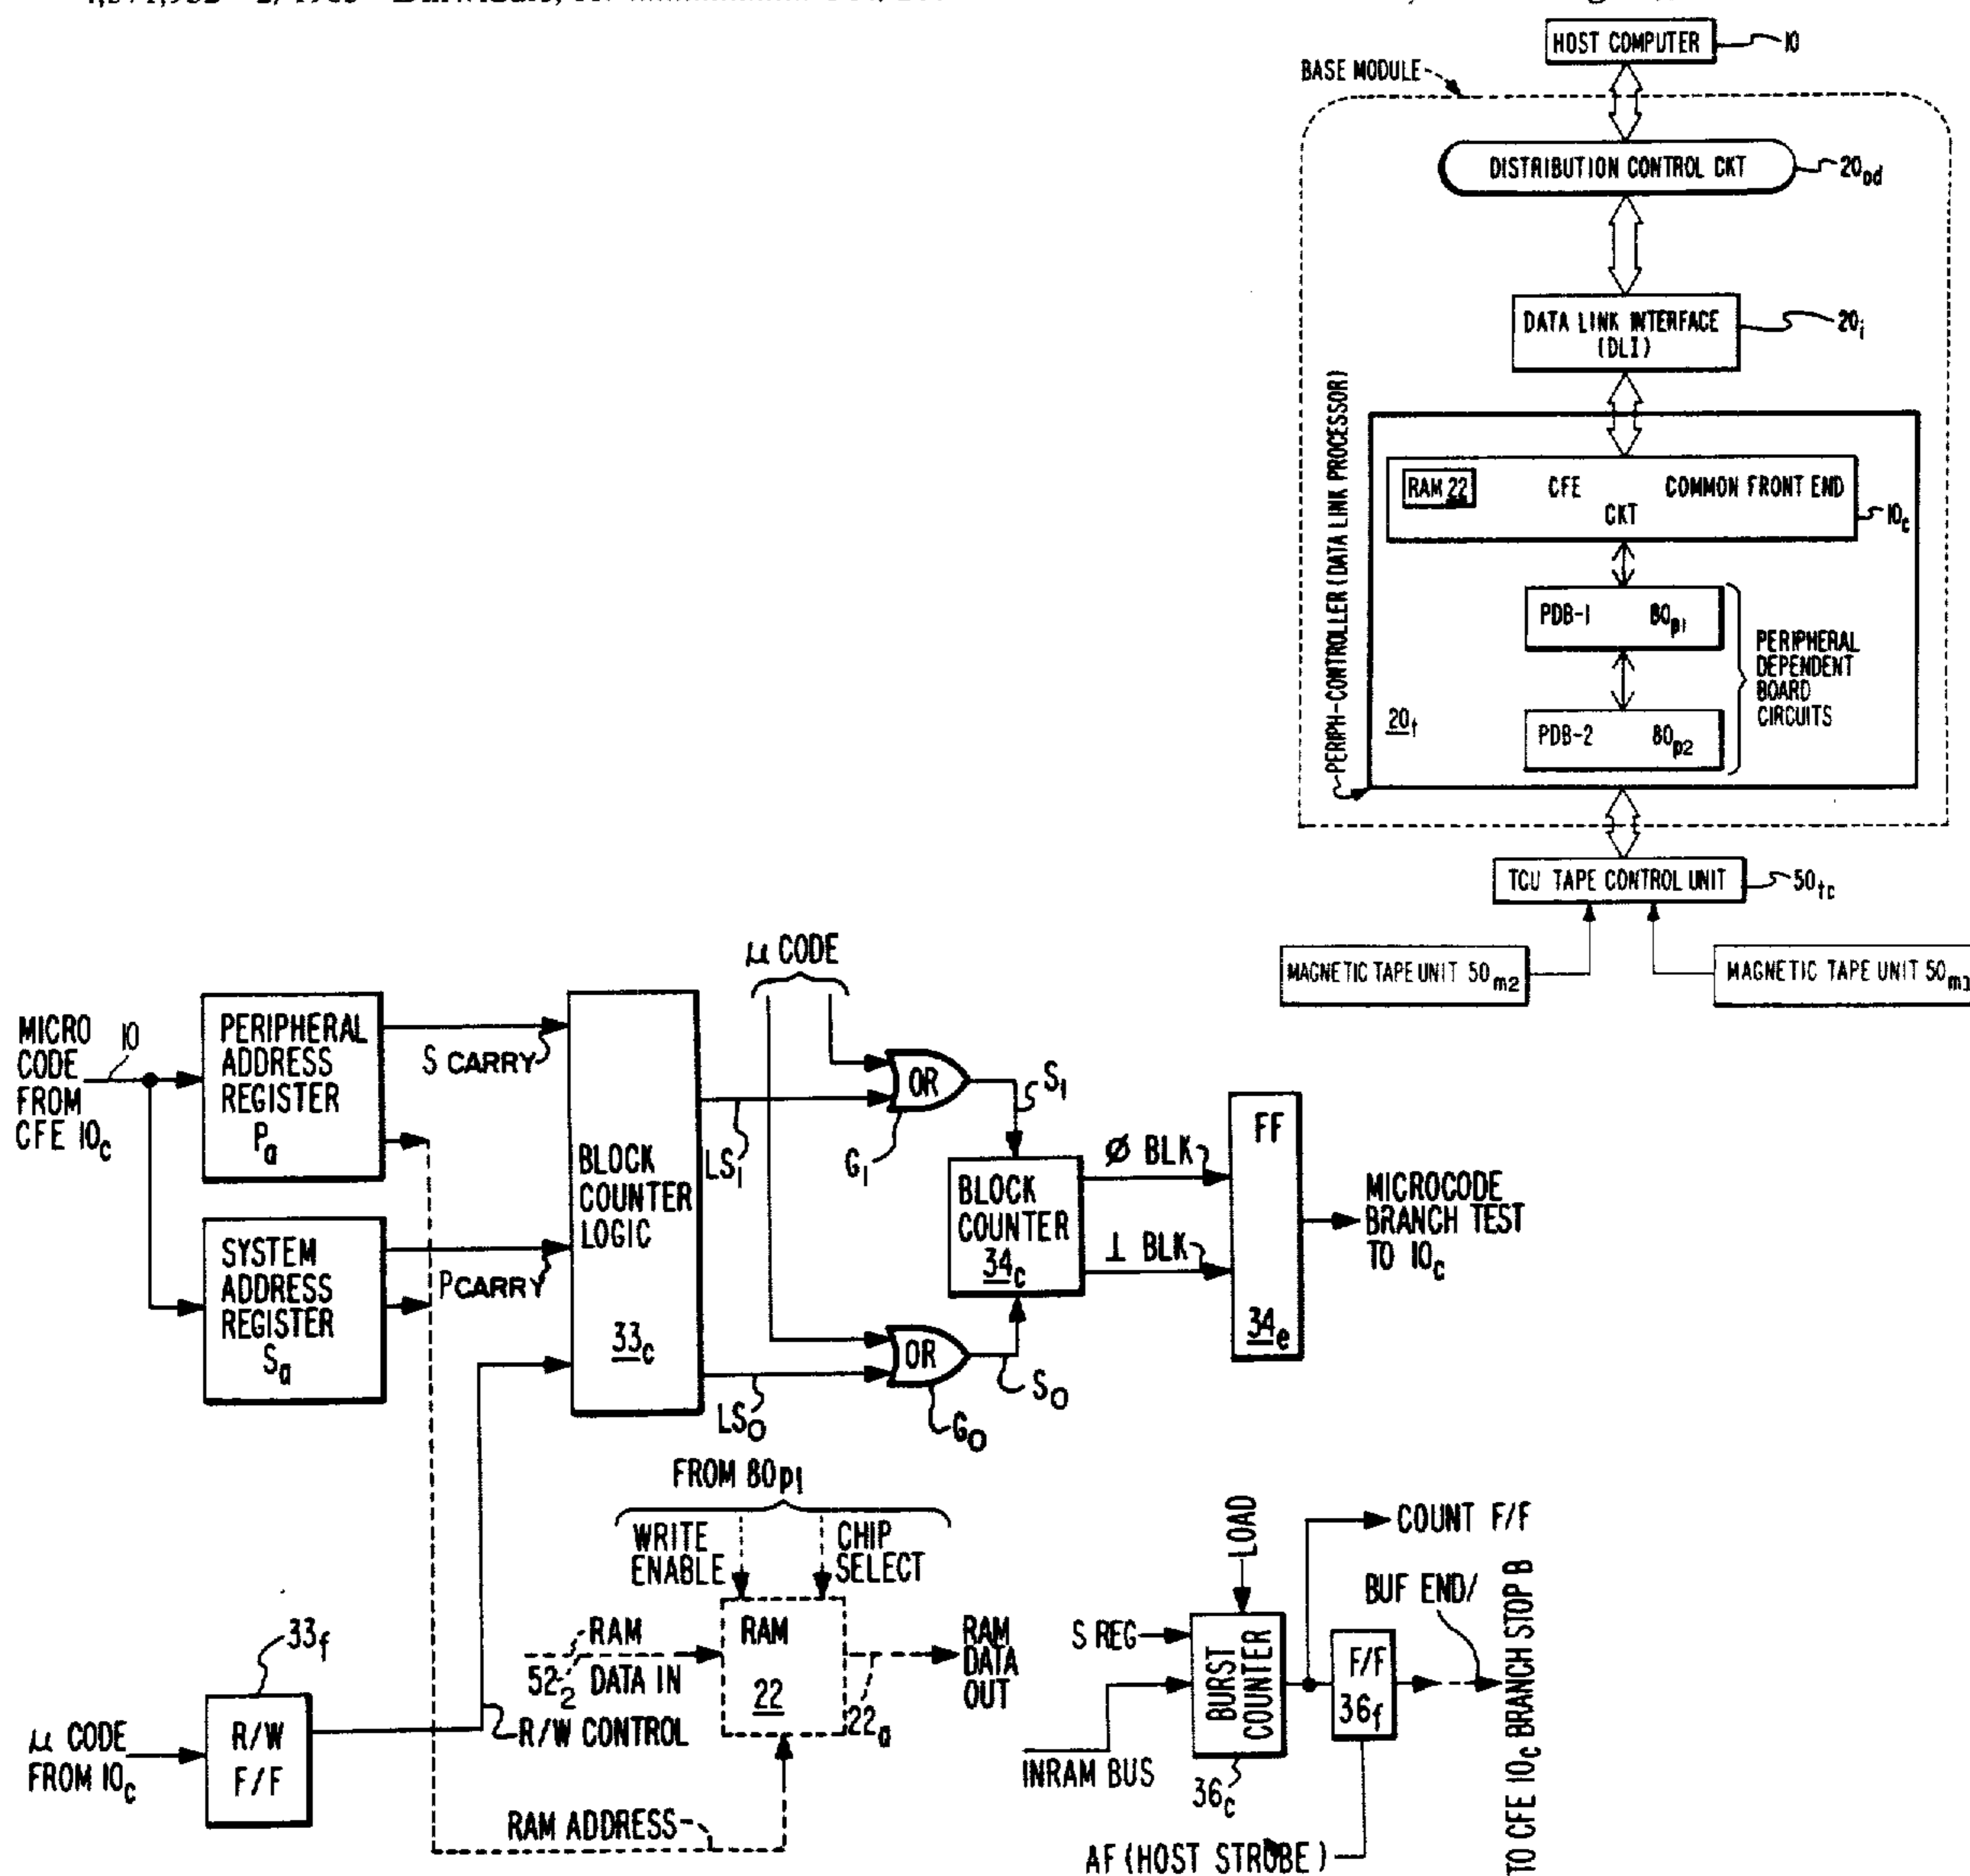 HOST COMPUTER
10
BASE MODULE
DISTRIBUTION CONTROL CKT
20od
DATA LINK INTERFACE
(DLI)
20i
PERIPH-CONTROLLER (DATA LINK PROCESSOR)
RAM 22
CFE
COMMON FRONT END
CKT
10c
PDB-1 80p1
PDB-2 80p2
PERIPHERAL
DEPENDENT
BOARD
CIRCUITS
20t
TCU TAPE CONTROL UNIT
50tc
MAGNETIC TAPE UNIT 50m2
MAGNETIC TAPE UNIT 50m1
MICRO
CODE
FROM
CFE 10c
10
PERIPHERAL
ADDRESS
REGISTER
Pa
SYSTEM
ADDRESS
REGISTER
Sa
S CARRY
P CARRY
BLOCK
COUNTER
LOGIC
33c
μ CODE
LS1
LS0
OR
G1
S1
OR
G0
S0
BLOCK
COUNTER
34c
Ø BLK
⊥ BLK
FF
34e
MICROCODE
BRANCH TEST
TO 10c
FROM 80p1
WRITE
ENABLE
CHIP
SELECT
RAM
DATA IN
52₂
RAM
22
22a
RAM
DATA
OUT
R/W CONTROL
RAM ADDRESS
33f
μ CODE
FROM 10c
R/W
F/F
LOAD
S REG
INRAM BUS
BURST
COUNTER
36c
COUNT F/F
F/F
36f
BUF END/
AF (HOST STROBE)
TO CFE 10c BRANCH STOP B